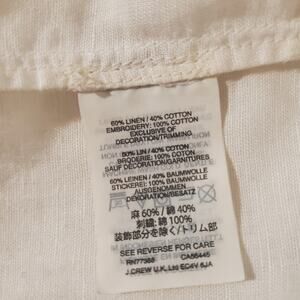 60% LINEN / 40% COTTON
EMBROIDERY: 100% COTTON
EXCLUSIVE OF
DECORATION/TRIMMING
60% LIN / 40% COTON
BRODERIE: 100% COTON
SAUF DÉCORATION/GARNITURES
60% LEINEN / 40% BAUMWOLLE
STICKEREI: 100% BAUMWOLLE
AUSGENOMMEN
DEKORATION/BESATZ
麻 60% / 綿 40%
刺繍: 綿 100%
装飾部分を除く/トリム部
SEE REVERSE FOR CARE
RN77388 CA56445
J.CREW U.K. Ltd EC4V 6JA